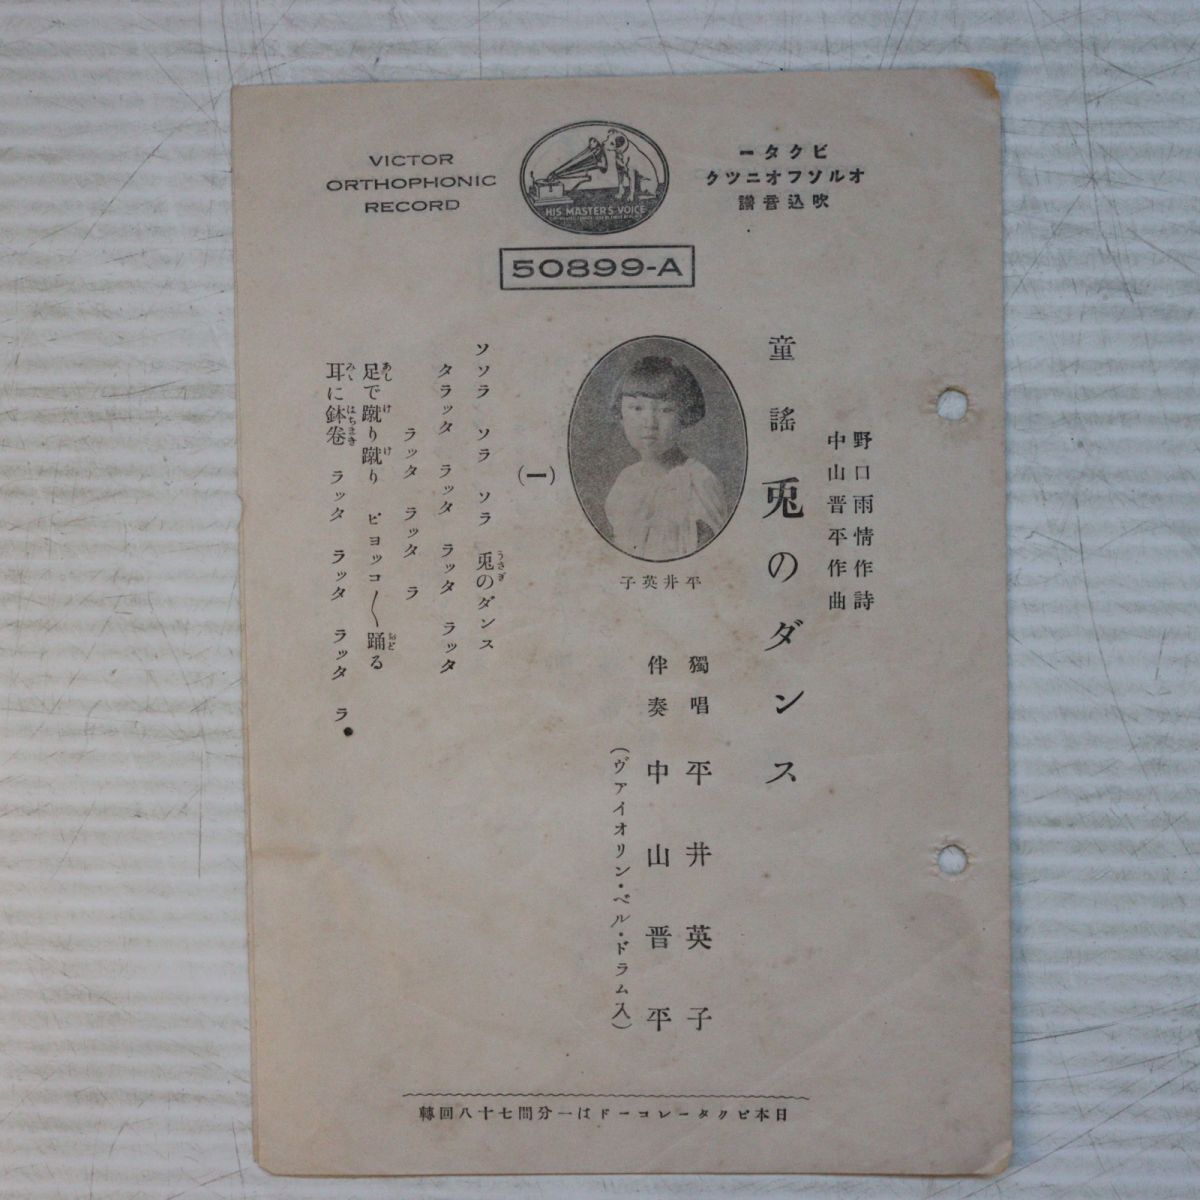 VICTOR
ORTHOPHONIC
RECORD
HIS MASTER'S VOICE
ビクター
オルソフオニツク
吹込音譜
50899-A
野口雨情作詩
中山晋平作曲
童謠 兎のダンス
獨唱 平井英子
伴奏 中山晋平
(ヴァイオリン・ベル・ドラム入)
平井英子
(一)
ソソラ ソラ ソラ 兎のダンス
タラッタ ラッタ ラッタ ラッタ
ラッタ ラッタ ラ
足で蹴り蹴り ピョッコ〱踊る
耳に鉢卷 ラッタ ラッタ ラッタ ラ●
日本ビクターレコードは一分間七十八回轉